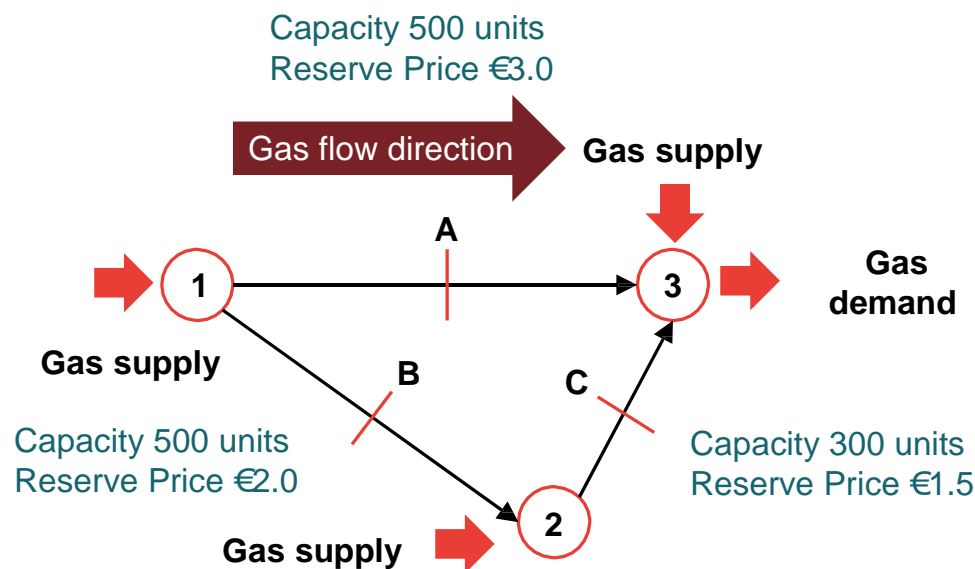 Capacity 500 units
Reserve Price €3.0
Gas flow direction
Gas supply
A
1
3
Gas
demand
Gas supply
B
C
Capacity 500 units
Reserve Price €2.0
Capacity 300 units
Reserve Price €1.5
2
Gas supply